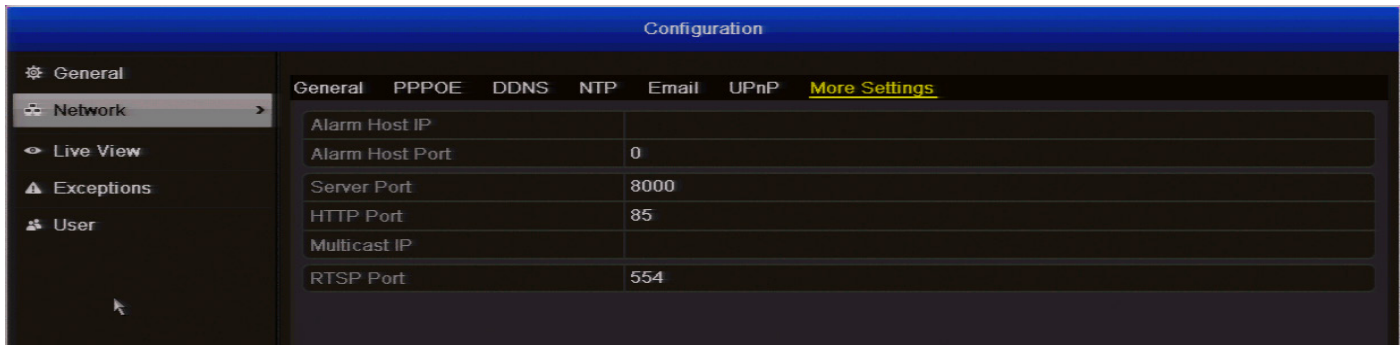 Configuration
General
Network
Live View
Exceptions
User
General PPPOE DDNS NTP Email UPnP More Settings
Alarm Host IP
Alarm Host Port 0
Server Port 8000
HTTP Port 85
Multicast IP
RTSP Port 554